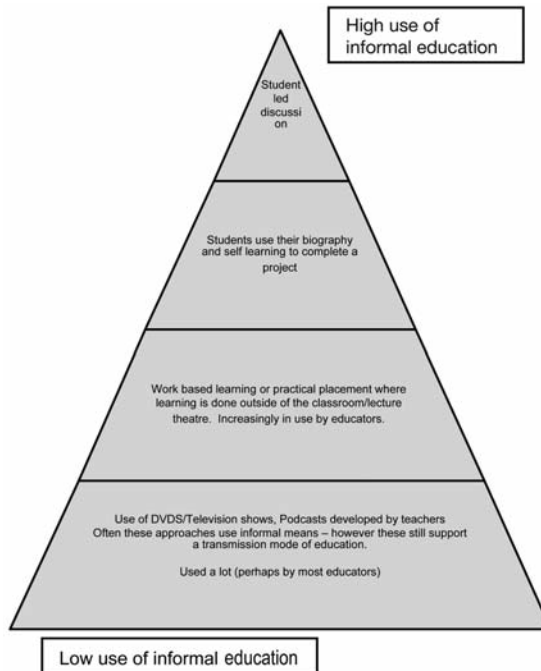 High use of
informal education
Student
led
discussi
on
Students use their biography
and self learning to complete a
project
Work based learning or practical placement where
learning is done outside of the classroom/lecture
theatre. Increasingly in use by educators.
Use of DVDS/Television shows, Podcasts developed by teachers
Often these approaches use informal means – however these still support
a transmission mode of education.
Used a lot (perhaps by most educators)
Low use of informal education